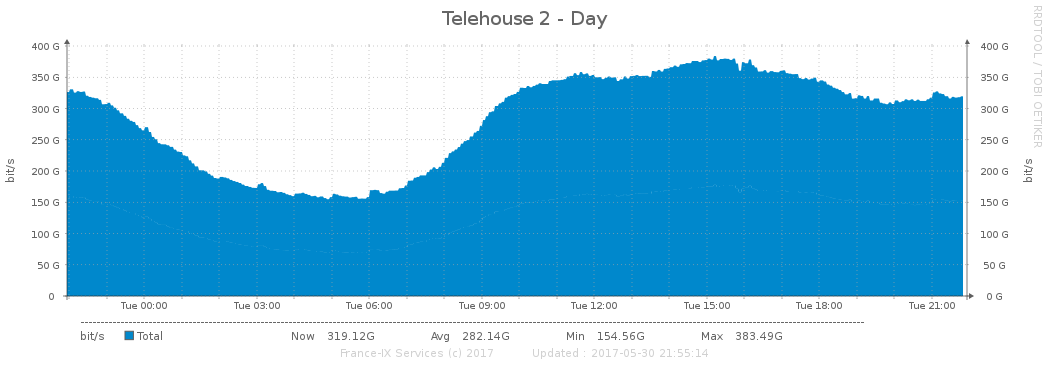 Telehouse 2 - Day
RRDTOOL / TOBI OETIKER
bit/s
400 G
350 G
300 G
250 G
200 G
150 G
100 G
50 G
0
400 G
350 G
300 G
250 G
200 G
150 G
100 G
50 G
0 G
bit/s
Tue 00:00 Tue 03:00 Tue 06:00 Tue 09:00 Tue 12:00 Tue 15:00 Tue 18:00 Tue 21:00
bit/s Total Now 319.12G Avg 282.14G Min 154.56G Max 383.49G
France-IX Services (c) 2017 Updated : 2017-05-30 21:55:14